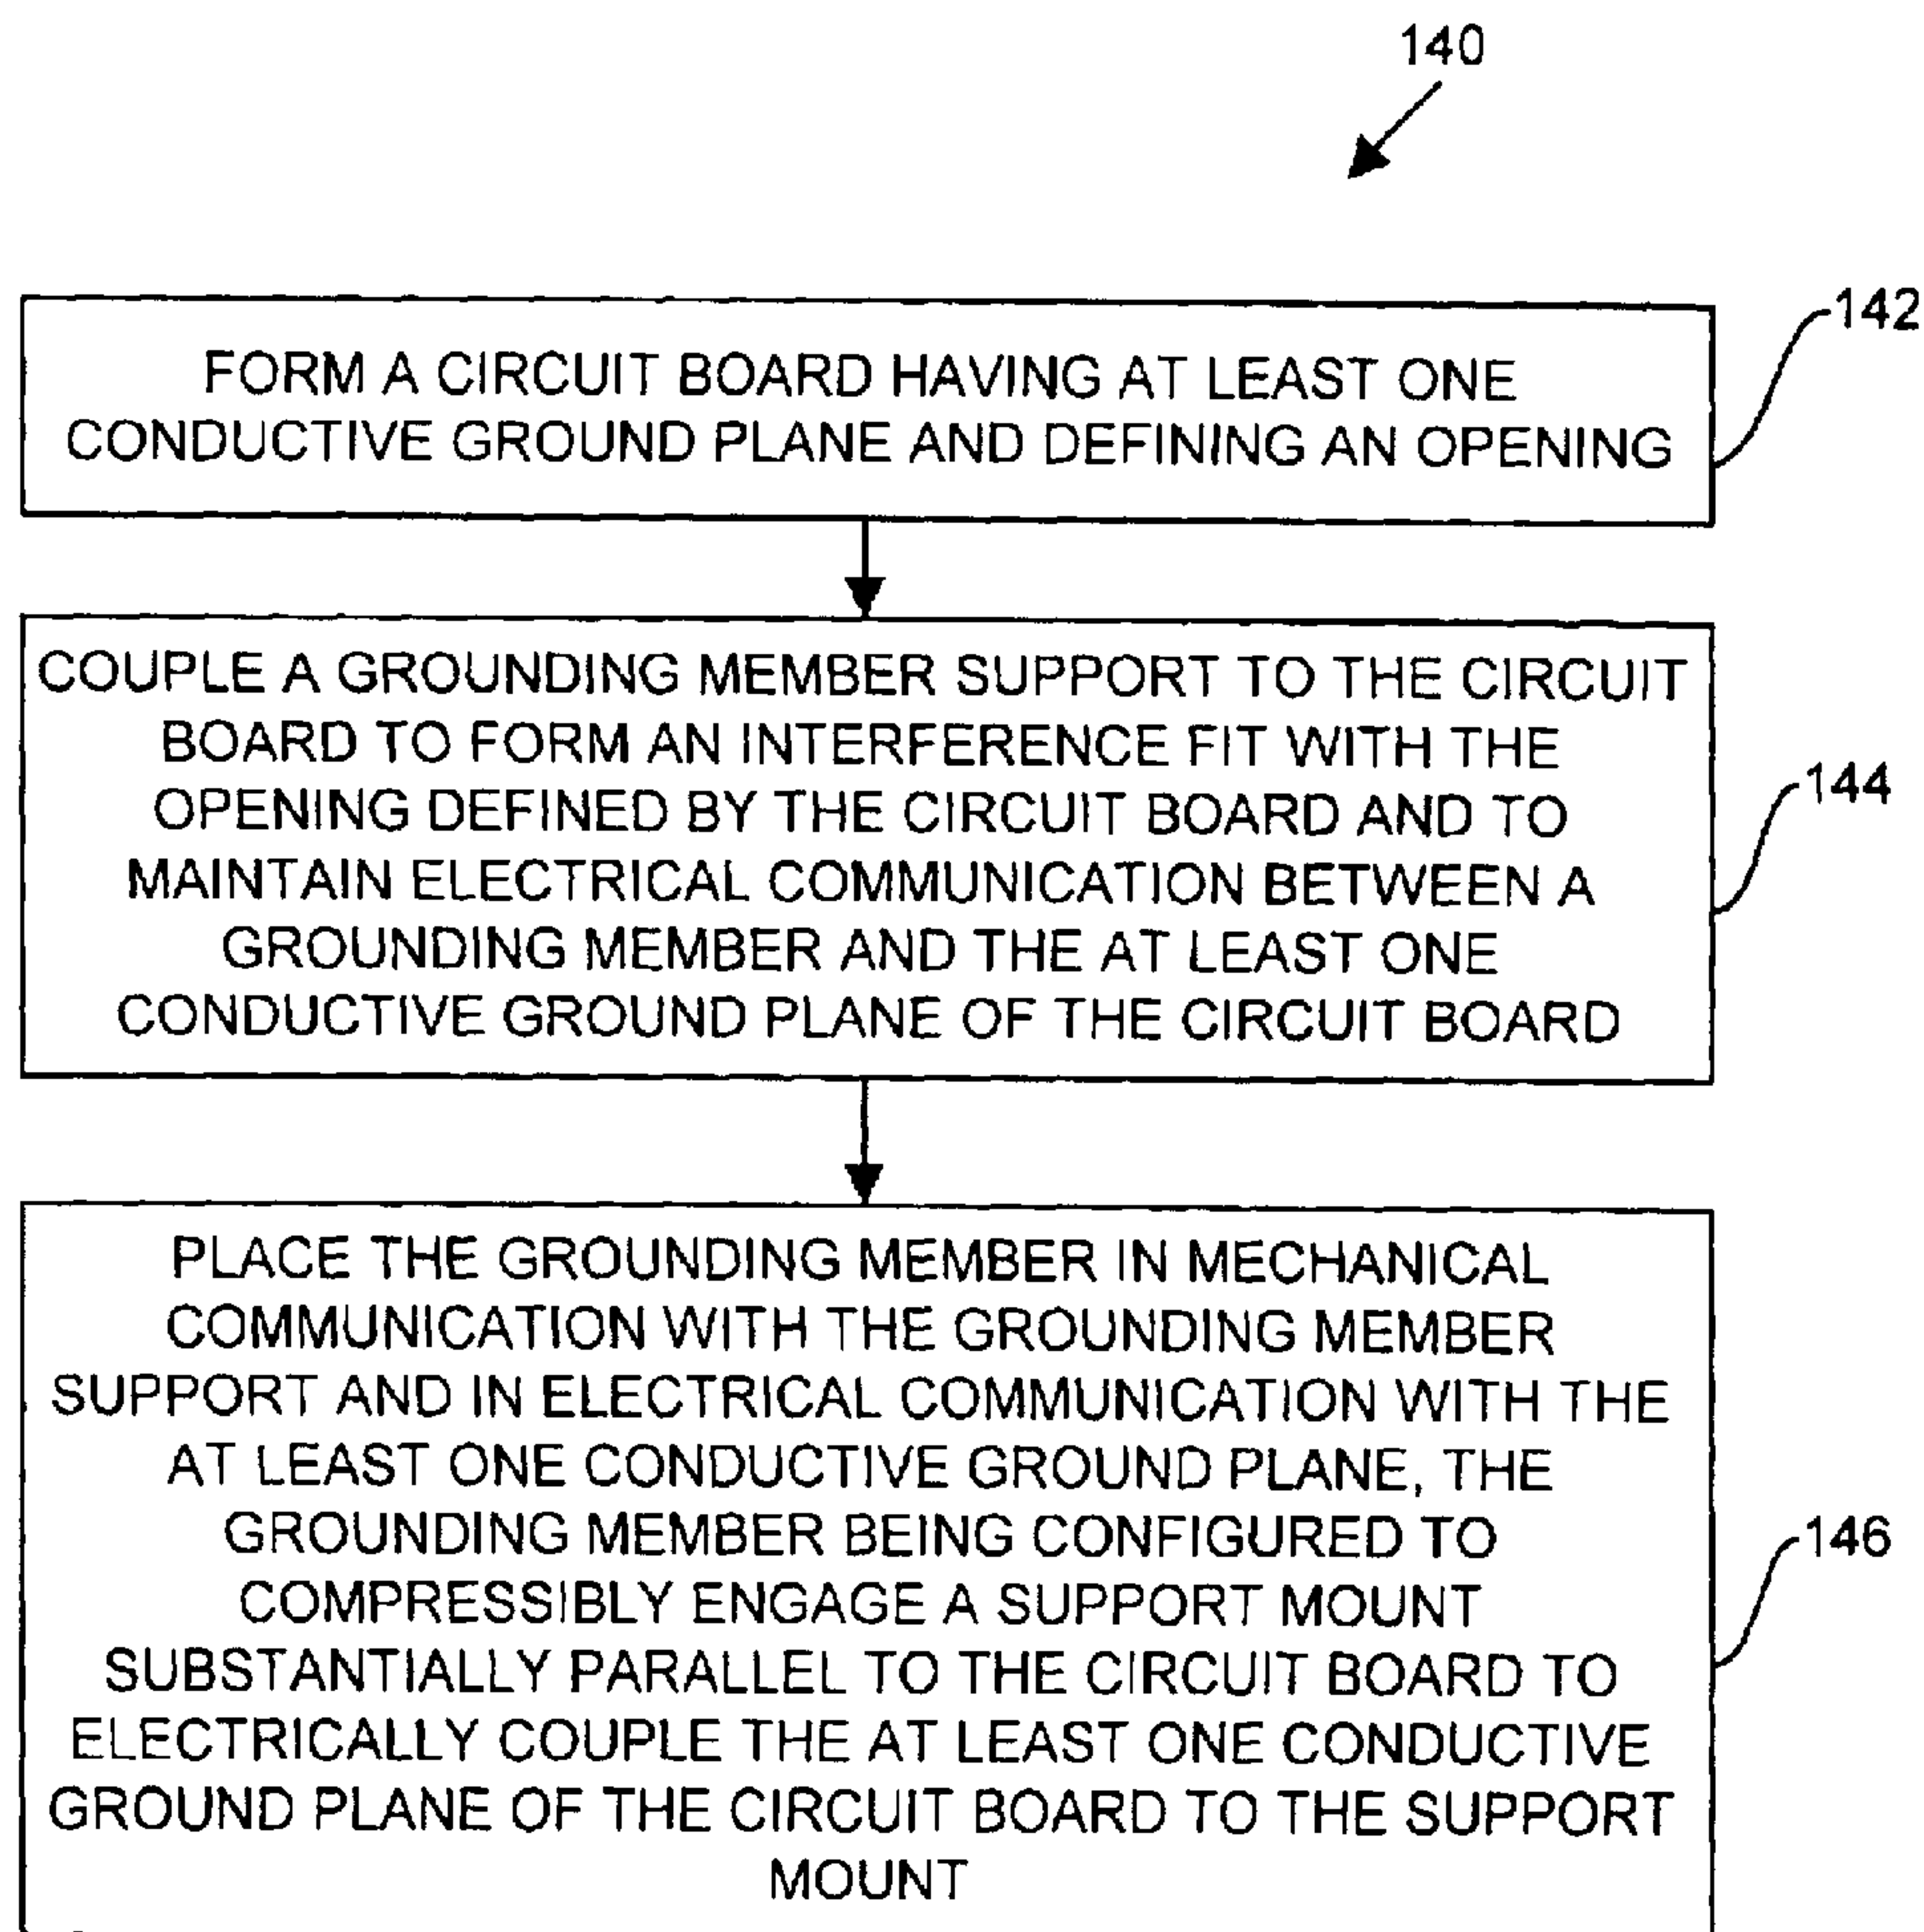 140
142
FORM A CIRCUIT BOARD HAVING AT LEAST ONE
CONDUCTIVE GROUND PLANE AND DEFINING AN OPENING
144
COUPLE A GROUNDING MEMBER SUPPORT TO THE CIRCUIT
BOARD TO FORM AN INTERFERENCE FIT WITH THE
OPENING DEFINED BY THE CIRCUIT BOARD AND TO
MAINTAIN ELECTRICAL COMMUNICATION BETWEEN A
GROUNDING MEMBER AND THE AT LEAST ONE
CONDUCTIVE GROUND PLANE OF THE CIRCUIT BOARD
146
PLACE THE GROUNDING MEMBER IN MECHANICAL
COMMUNICATION WITH THE GROUNDING MEMBER
SUPPORT AND IN ELECTRICAL COMMUNICATION WITH THE
AT LEAST ONE CONDUCTIVE GROUND PLANE, THE
GROUNDING MEMBER BEING CONFIGURED TO
COMPRESSIBLY ENGAGE A SUPPORT MOUNT
SUBSTANTIALLY PARALLEL TO THE CIRCUIT BOARD TO
ELECTRICALLY COUPLE THE AT LEAST ONE CONDUCTIVE
GROUND PLANE OF THE CIRCUIT BOARD TO THE SUPPORT
MOUNT